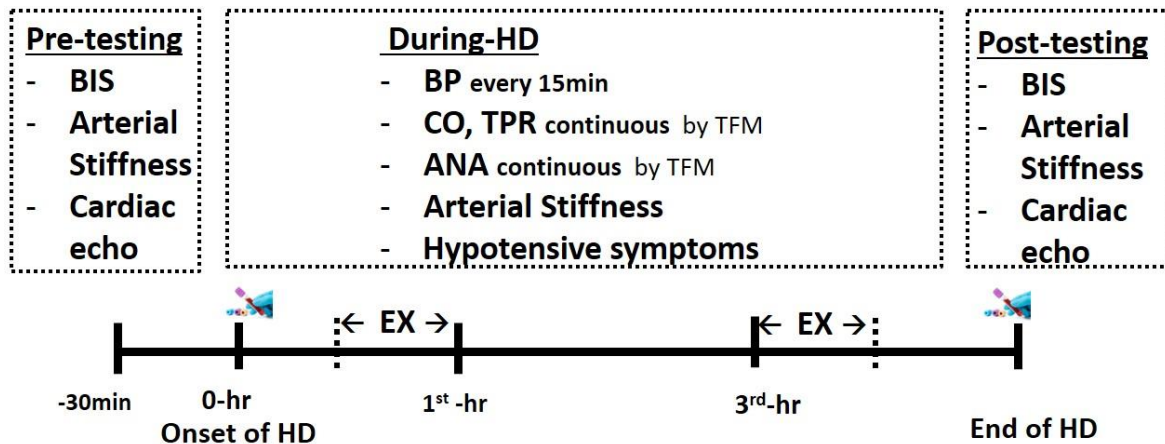 Pre-testing
- BIS
- Arterial
Stiffness
- Cardiac
echo
During-HD
- BP every 15min
- CO, TPR continuous by TFM
- ANA continuous by TFM
- Arterial Stiffness
- Hypotensive symptoms
Post-testing
- BIS
- Arterial
Stiffness
- Cardiac
echo
← EX →
← EX →
-30min
0-hr
Onset of HD
1st -hr
3rd-hr
End of HD